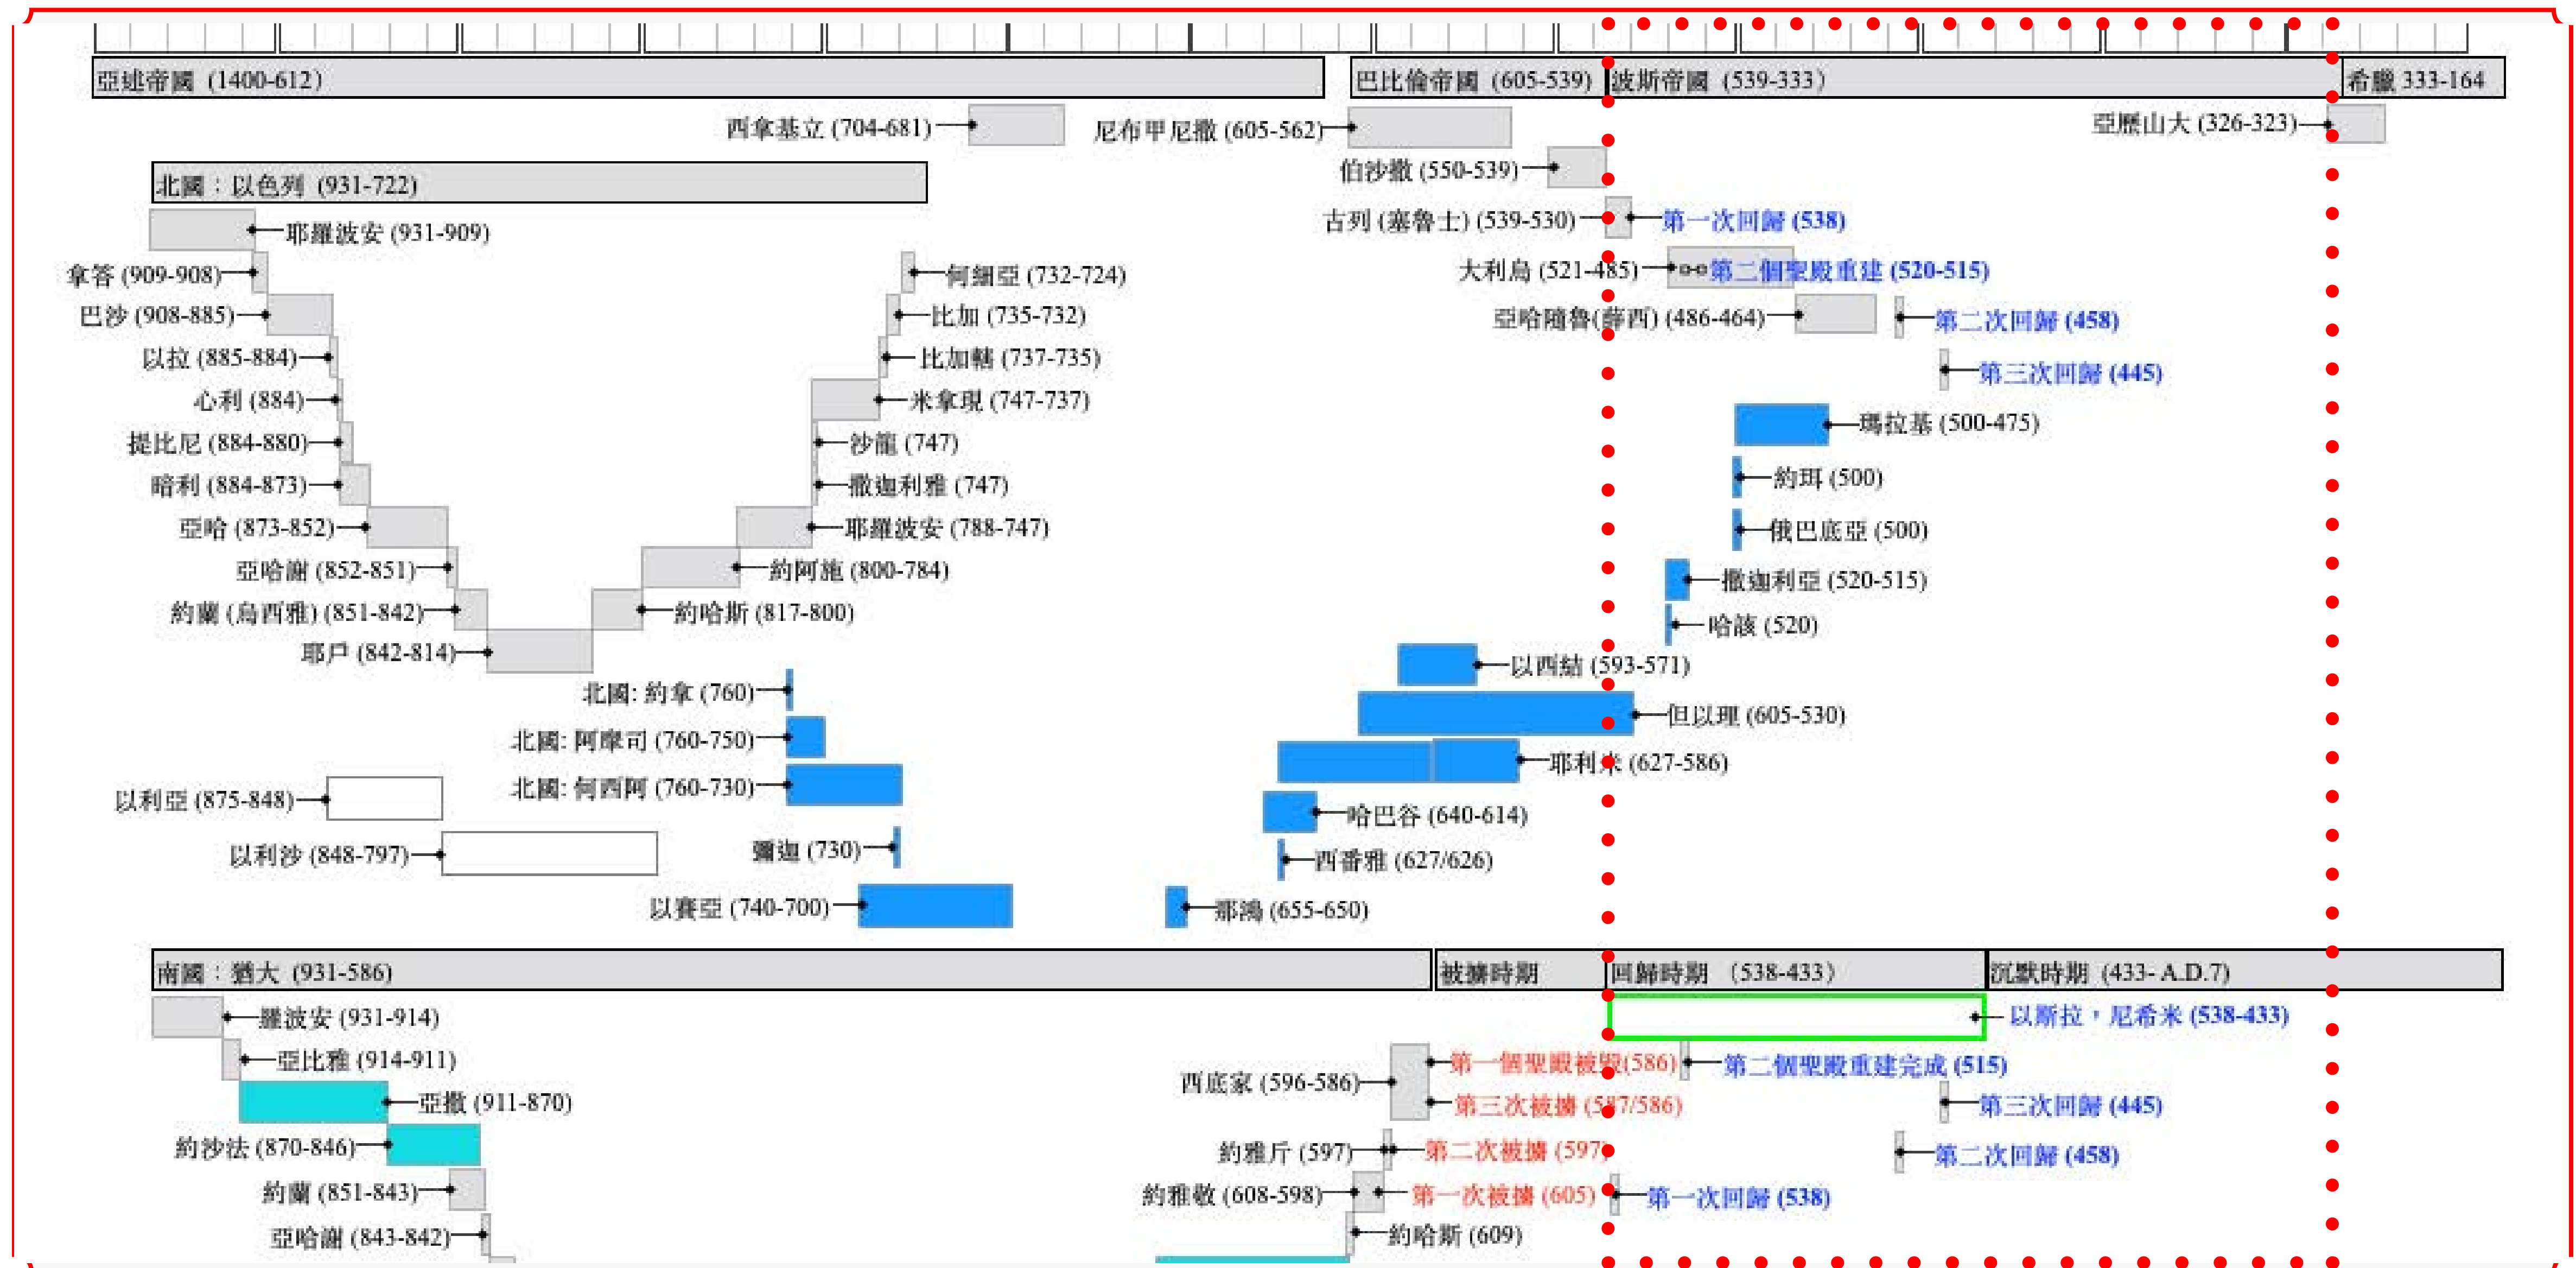 亞述帝國 (1400-612)
巴比倫帝國 (605-539)
波斯帝國 (539-333)
希臘 333-164
西拿基立 (704-681)
尼布甲尼撒 (605-562)
亞歷山大 (326-323)
伯沙撒 (550-539)
北國：以色列 (931-722)
古列 (塞魯士) (539-530)
第一次回歸 (538)
耶羅波安 (931-909)
拿答 (909-908)
何細亞 (732-724)
大利烏 (521-485)
第二個聖殿重建 (520-515)
巴沙 (908-885)
比加 (735-732)
亞哈隨魯(薛西) (486-464)
第二次回歸 (458)
以拉 (885-884)
比加轄 (737-735)
第三次回歸 (445)
心利 (884)
米拿現 (747-737)
瑪拉基 (500-475)
提比尼 (884-880)
沙龍 (747)
約珥 (500)
暗利 (884-873)
撒迦利雅 (747)
亞哈 (873-852)
耶羅波安 (788-747)
俄巴底亞 (500)
亞哈謝 (852-851)
約阿施 (800-784)
撒迦利亞 (520-515)
約蘭 (烏西雅) (851-842)
約哈斯 (817-800)
哈該 (520)
耶戶 (842-814)
以西結 (593-571)
北國: 約拿 (760)
但以理 (605-530)
北國: 阿摩司 (760-750)
耶利米 (627-586)
北國: 何西阿 (760-730)
以利亞 (875-848)
哈巴谷 (640-614)
以利沙 (848-797)
彌迦 (730)
西番雅 (627/626)
以賽亞 (740-700)
那鴻 (655-650)
南國：猶大 (931-586)
被擄時期
回歸時期 (538-433)
沉默時期 (433- A.D.7)
羅波安 (931-914)
以斯拉，尼希米 (538-433)
亞比雅 (914-911)
西底家 (596-586)
第一個聖殿被毀(586)
第二個聖殿重建完成 (515)
亞撒 (911-870)
第三次被擄 (587/586)
第三次回歸 (445)
約沙法 (870-846)
約雅斤 (597)
第二次被擄 (597)
第二次回歸 (458)
約蘭 (851-843)
約雅敬 (608-598)
第一次被擄 (605)
第一次回歸 (538)
亞哈謝 (843-842)
約哈斯 (609)